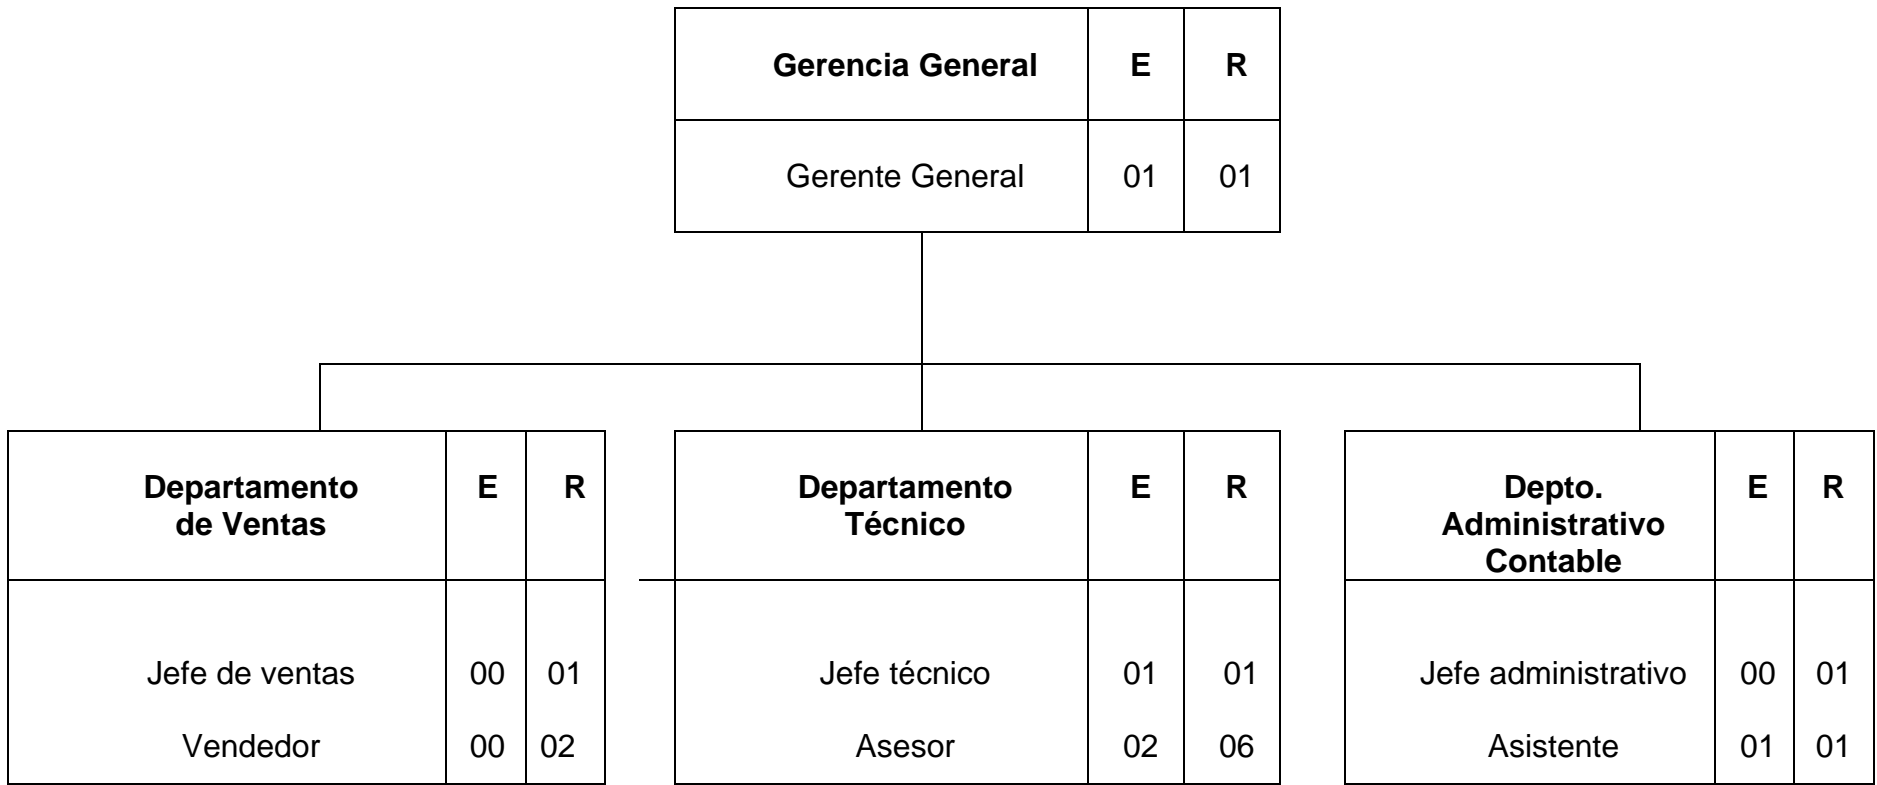 Gerencia General E R
Gerente General 01 01
Departamento E R
de Ventas
Jefe de ventas 00 01
Vendedor 00 02
Departamento E R
Técnico
Jefe técnico 01 01
Asesor 02 06
Depto. E R
Administrativo
Contable
Jefe administrativo 00 01
Asistente 01 01